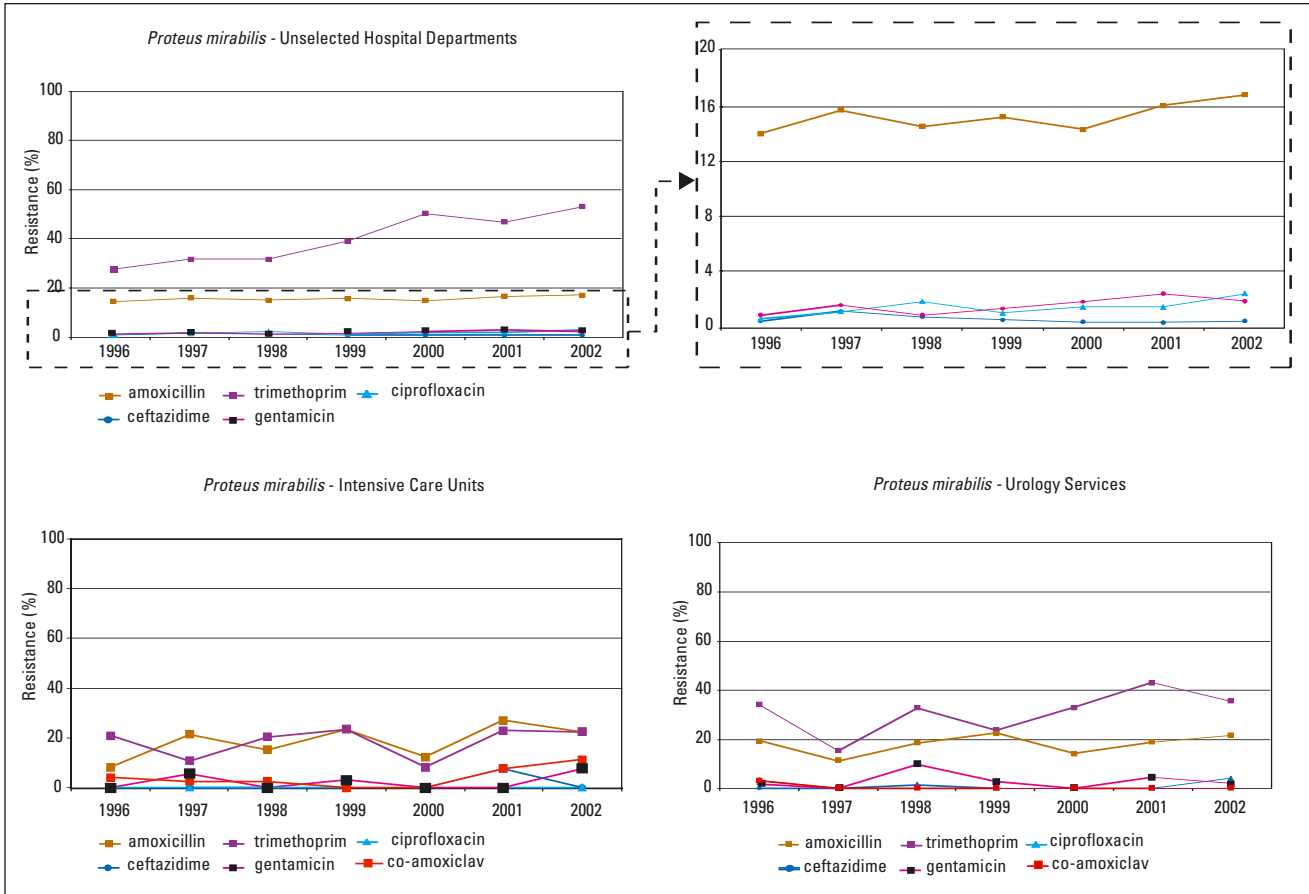 Proteus mirabilis - Unselected Hospital Departments
Resistance (%)
100
80
60
40
20
0
1996 1997 1998 1999 2000 2001 2002
amoxicillin trimethoprim ciprofloxacin
ceftazidime gentamicin
20
16
12
8
4
0
1996 1997 1998 1999 2000 2001 2002
Proteus mirabilis - Intensive Care Units
Resistance (%)
100
80
60
40
20
0
1996 1997 1998 1999 2000 2001 2002
amoxicillin trimethoprim ciprofloxacin
ceftazidime gentamicin co-amoxiclav
Proteus mirabilis - Urology Services
Resistance (%)
100
80
60
40
20
0
1996 1997 1998 1999 2000 2001 2002
amoxicillin trimethoprim ciprofloxacin
ceftazidime gentamicin co-amoxiclav